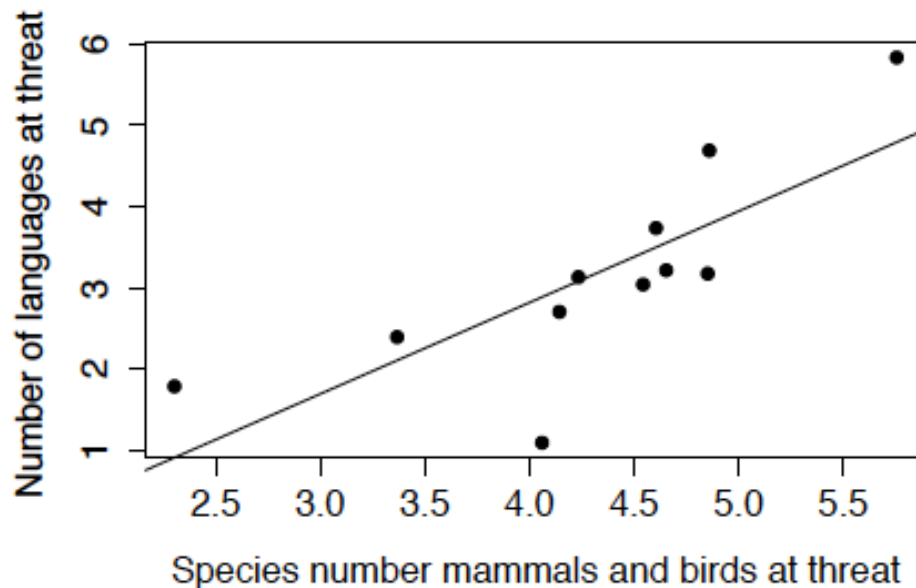 Number of languages at threat
6
5
4
3
2
1
2.5 3.0 3.5 4.0 4.5 5.0 5.5
Species number mammals and birds at threat